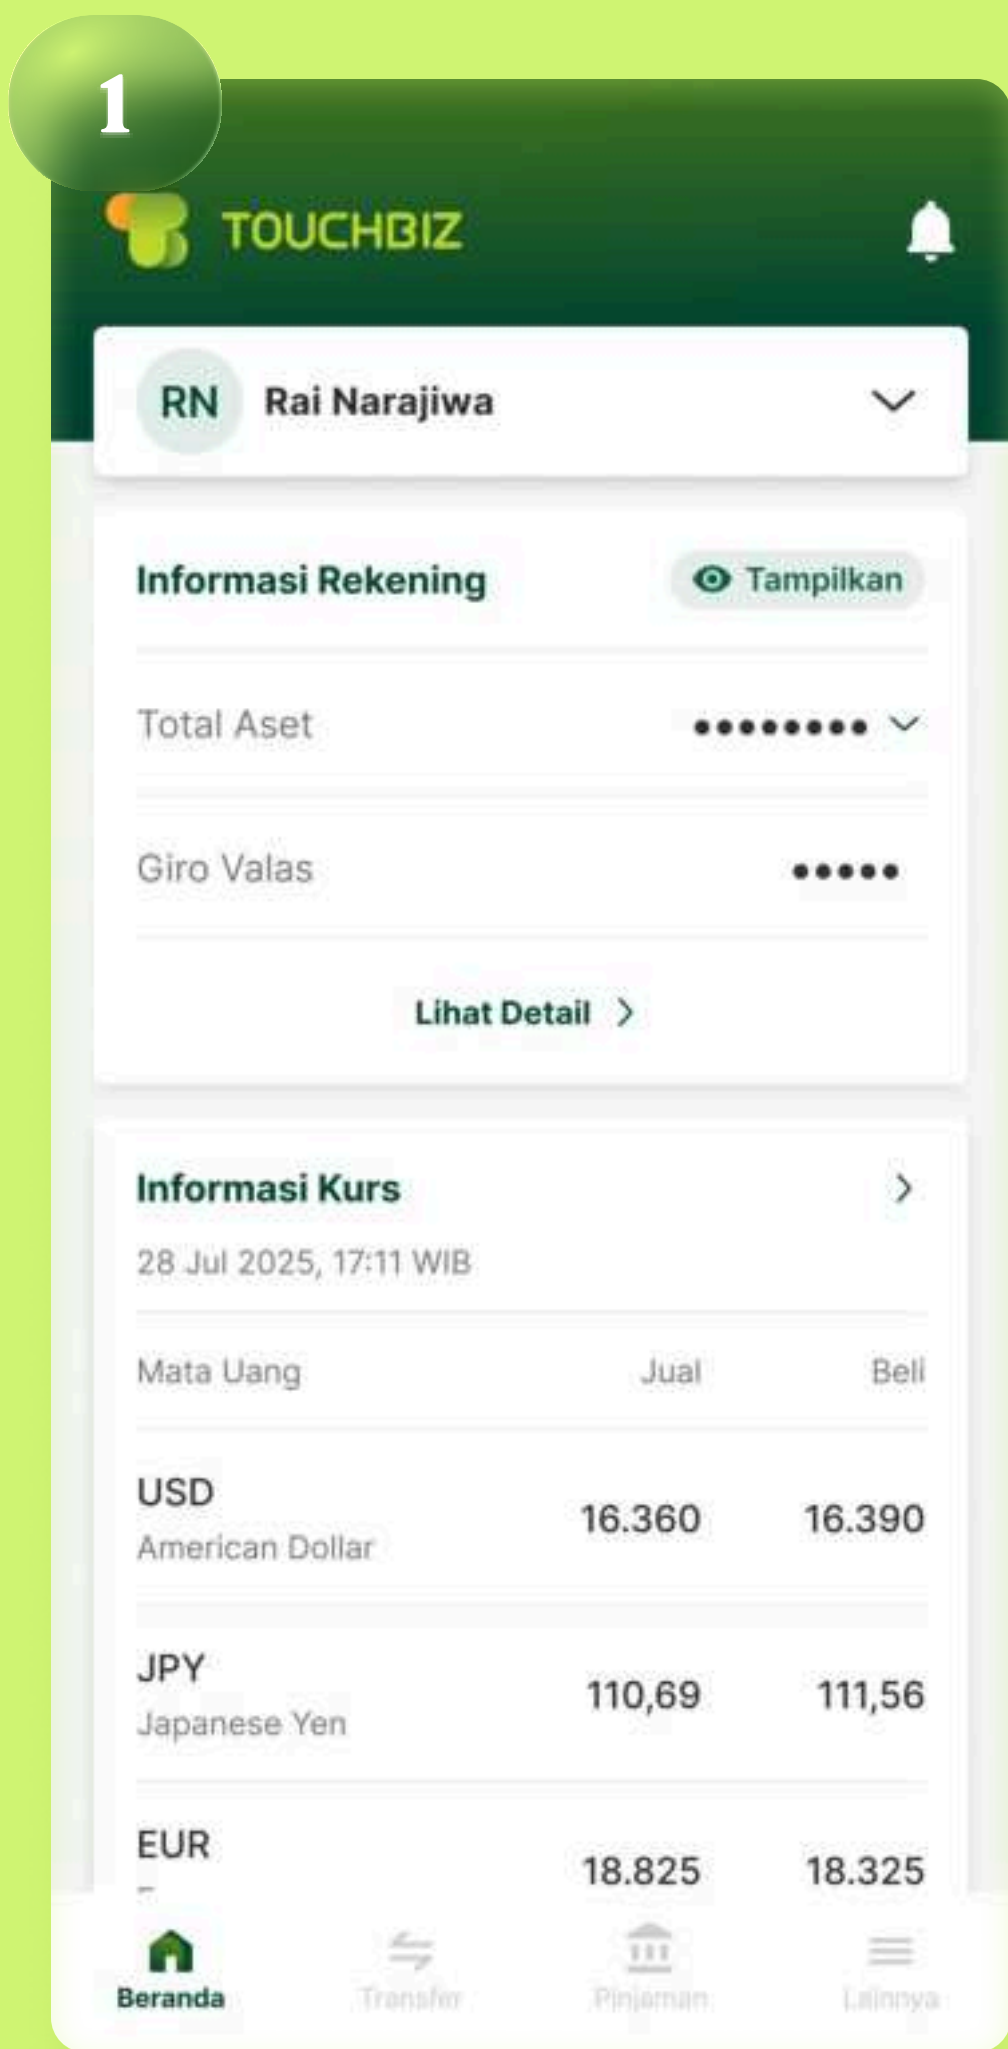 1
TOUCHBIZ
RN Rai Narajiwa
Informasi Rekening Tampilkan
Total Aset ••••••••
Giro Valas •••••
Lihat Detail
Informasi Kurs
28 Jul 2025, 17:11 WIB
Mata Uang Jual Beli
USD
American Dollar 16.360 16.390
JPY
Japanese Yen 110,69 111,56
EUR
18.825 18.325
Beranda Transfer Pinjaman Lainnya